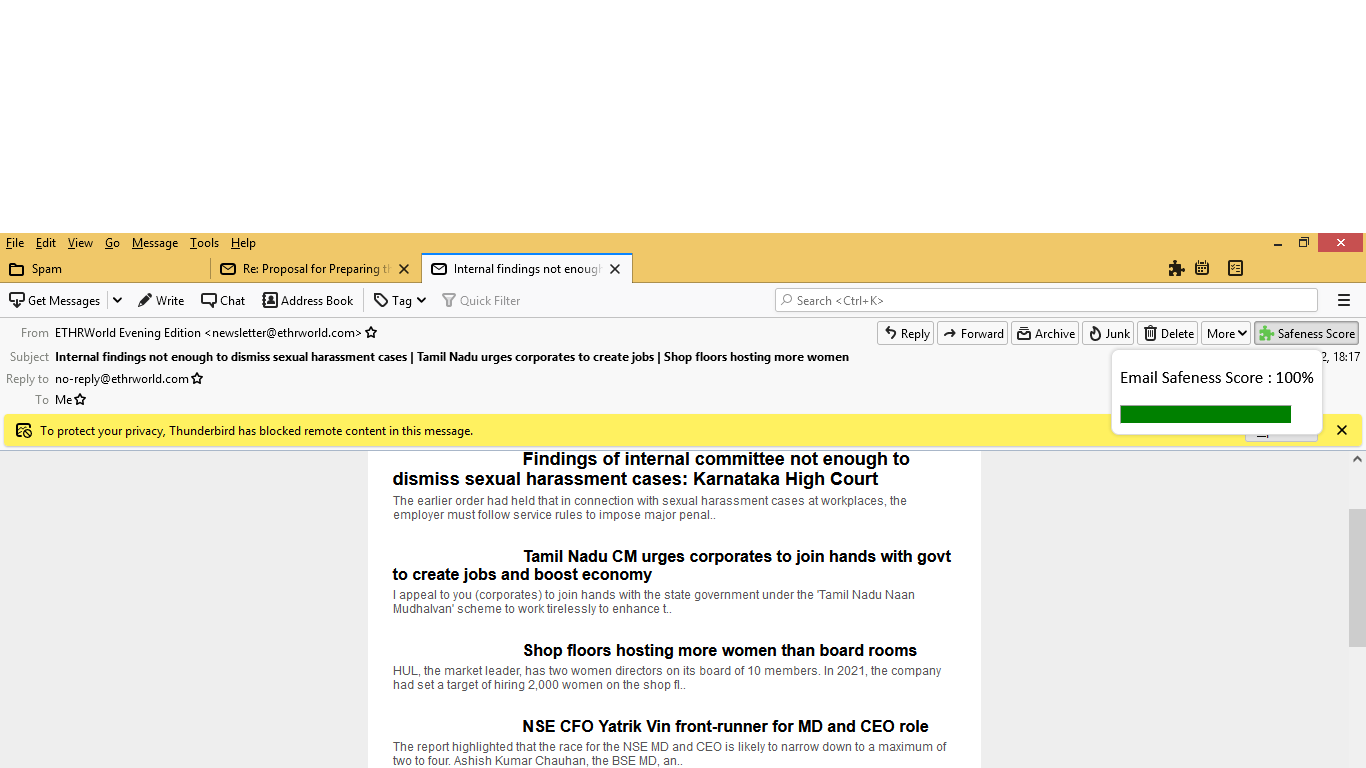 File Edit View Go Message Tools Help
Spam
Re: Proposal for Preparing th
Internal findings not enough
Get Messages
Write
Chat
Address Book
Tag
Quick Filter
Search <Ctrl+K>
From ETHRWorld Evening Edition <newsletter@ethrworld.com>
Reply
Forward
Archive
Junk
Delete
More
Safeness Score
Subject Internal findings not enough to dismiss sexual harassment cases | Tamil Nadu urges corporates to create jobs | Shop floors hosting more women
2, 18:17
Reply to no-reply@ethrworld.com
Email Safeness Score : 100%
To Me
To protect your privacy, Thunderbird has blocked remote content in this message.
Findings of internal committee not enough to
dismiss sexual harassment cases: Karnataka High Court
The earlier order had held that in connection with sexual harassment cases at workplaces, the
employer must follow service rules to impose major penal..
Tamil Nadu CM urges corporates to join hands with govt
to create jobs and boost economy
I appeal to you (corporates) to join hands with the state government under the 'Tamil Nadu Naan
Mudhalvan' scheme to work tirelessly to enhance t..
Shop floors hosting more women than board rooms
HUL, the market leader, has two women directors on its board of 10 members. In 2021, the company
had set a target of hiring 2,000 women on the shop fl..
NSE CFO Yatrik Vin front-runner for MD and CEO role
The report highlighted that the race for the NSE MD and CEO is likely to narrow down to a maximum of
two to four. Ashish Kumar Chauhan, the BSE MD, an..